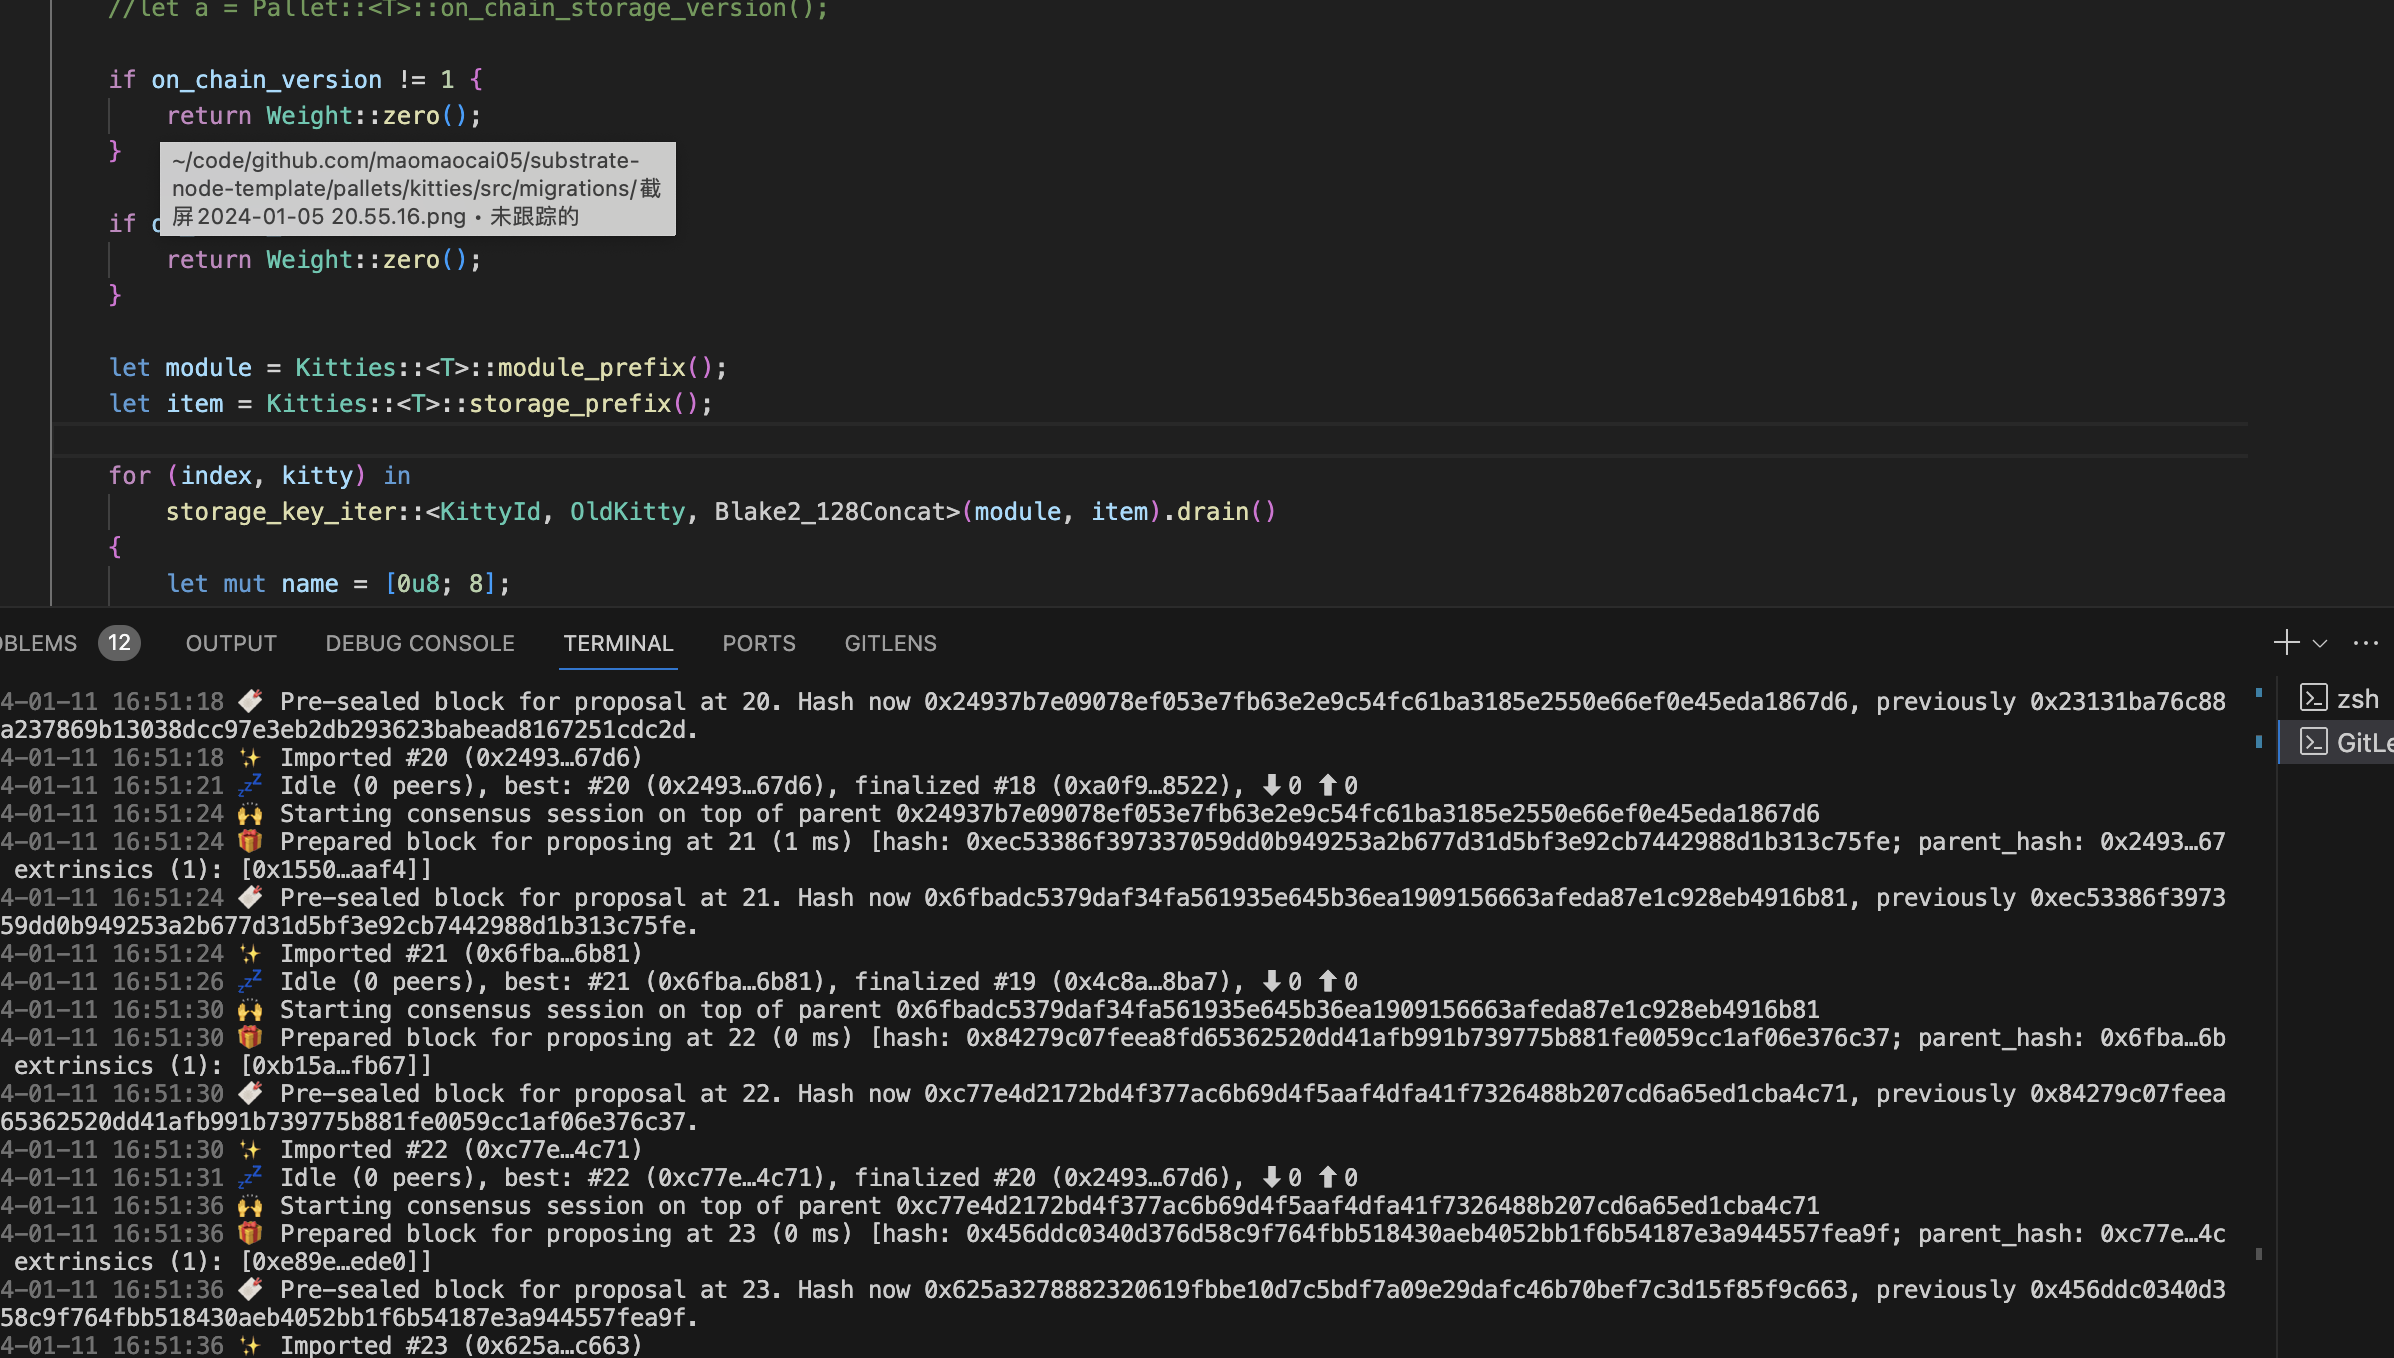 //let a = Pallet::<T>::on_chain_storage_version();
if on_chain_version != 1 {
return Weight::zero();
}
~/code/github.com/maomaocai05/substrate-
node-template/pallets/kitties/src/migrations/截
屏2024-01-05 20.55.16.png • 未跟踪的
if
return Weight::zero();
}
let module = Kitties::<T>::module_prefix();
let item = Kitties::<T>::storage_prefix();
for (index, kitty) in
storage_key_iter::<KittyId, OldKitty, Blake2_128Concat>(module, item).drain()
{
let mut name = [0u8; 8];
OBLEMS 12 OUTPUT DEBUG CONSOLE TERMINAL PORTS GITLENS
4-01-11 16:51:18 🏷 Pre-sealed block for proposal at 20. Hash now 0x24937b7e09078ef053e7fb63e2e9c54fc61ba3185e2550e66ef0e45eda1867d6, previously 0x23131ba76c88
a237869b13038dcc97e3eb2db293623babead8167251cdc2d.
4-01-11 16:51:18 ✨ Imported #20 (0x2493…67d6)
4-01-11 16:51:21 💤 Idle (0 peers), best: #20 (0x2493…67d6), finalized #18 (0xa0f9…8522), ⬇ 0 ⬆ 0
4-01-11 16:51:24 🙌 Starting consensus session on top of parent 0x24937b7e09078ef053e7fb63e2e9c54fc61ba3185e2550e66ef0e45eda1867d6
4-01-11 16:51:24 🎁 Prepared block for proposing at 21 (1 ms) [hash: 0xec53386f397337059dd0b949253a2b677d31d5bf3e92cb7442988d1b313c75fe; parent_hash: 0x2493…67
extrinsics (1): [0x1550…aaf4]]
4-01-11 16:51:24 🏷 Pre-sealed block for proposal at 21. Hash now 0x6fbadc5379daf34fa561935e645b36ea1909156663afeda87e1c928eb4916b81, previously 0xec53386f3973
59dd0b949253a2b677d31d5bf3e92cb7442988d1b313c75fe.
4-01-11 16:51:24 ✨ Imported #21 (0x6fba…6b81)
4-01-11 16:51:26 💤 Idle (0 peers), best: #21 (0x6fba…6b81), finalized #19 (0x4c8a…8ba7), ⬇ 0 ⬆ 0
4-01-11 16:51:30 🙌 Starting consensus session on top of parent 0x6fbadc5379daf34fa561935e645b36ea1909156663afeda87e1c928eb4916b81
4-01-11 16:51:30 🎁 Prepared block for proposing at 22 (0 ms) [hash: 0x84279c07feea8fd65362520dd41afb991b739775b881fe0059cc1af06e376c37; parent_hash: 0x6fba…6b
extrinsics (1): [0xb15a…fb67]]
4-01-11 16:51:30 🏷 Pre-sealed block for proposal at 22. Hash now 0xc77e4d2172bd4f377ac6b69d4f5aaf4dfa41f7326488b207cd6a65ed1cba4c71, previously 0x84279c07feea
65362520dd41afb991b739775b881fe0059cc1af06e376c37.
4-01-11 16:51:30 ✨ Imported #22 (0xc77e…4c71)
4-01-11 16:51:31 💤 Idle (0 peers), best: #22 (0xc77e…4c71), finalized #20 (0x2493…67d6), ⬇ 0 ⬆ 0
4-01-11 16:51:36 🙌 Starting consensus session on top of parent 0xc77e4d2172bd4f377ac6b69d4f5aaf4dfa41f7326488b207cd6a65ed1cba4c71
4-01-11 16:51:36 🎁 Prepared block for proposing at 23 (0 ms) [hash: 0x456ddc0340d376d58c9f764fbb518430aeb4052bb1f6b54187e3a944557fea9f; parent_hash: 0xc77e…4c
extrinsics (1): [0xe89e…ede0]]
4-01-11 16:51:36 🏷 Pre-sealed block for proposal at 23. Hash now 0x625a3278882320619fbbe10d7c5bdf7a09e29dafc46b70bef7c3d15f85f9c663, previously 0x456ddc0340d3
58c9f764fbb518430aeb4052bb1f6b54187e3a944557fea9f.
4-01-11 16:51:36 ✨ Imported #23 (0x625a…c663)
zsh
GitLe